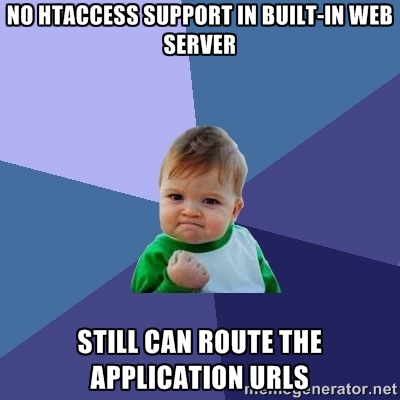 NO HTACCESS SUPPORT IN BUILT-IN WEB
SERVER
STILL CAN ROUTE THE
APPLICATION URLS
memegenerator.net